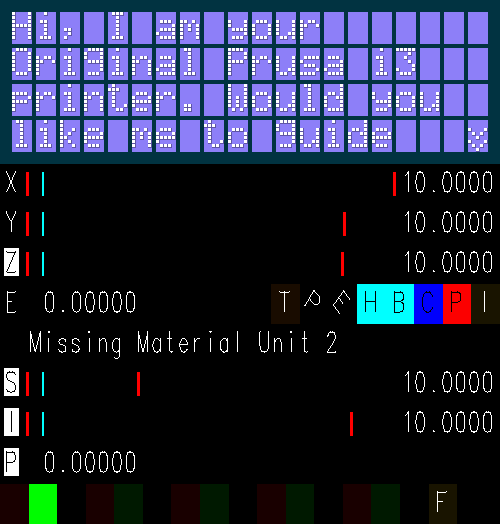 Hi, I am your
Original Prusa i3
printer. Would you
like me to guide v
X 10.0000
Y 10.0000
Z 10.0000
E 0.00000 T P E H B C P I
Missing Material Unit 2
S 10.0000
I 10.0000
P 0.00000
F